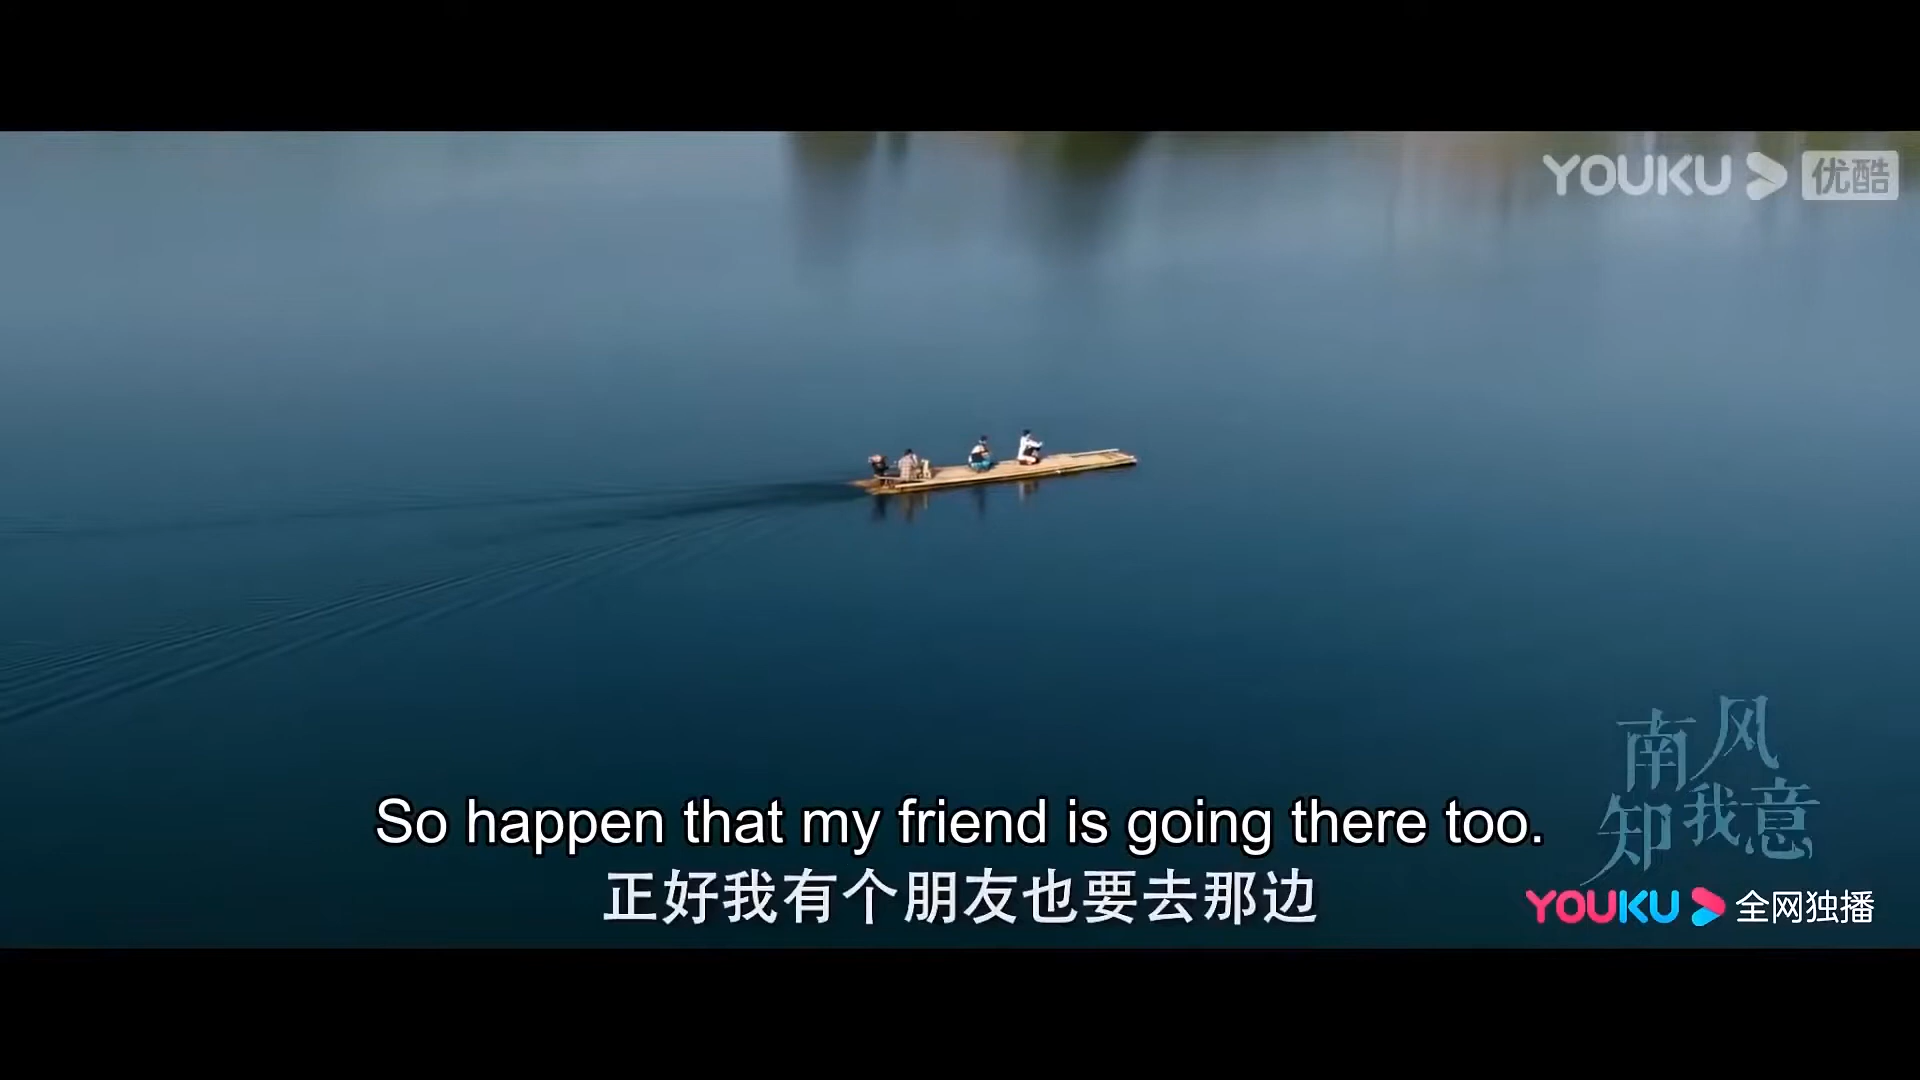 YOUKU 优酷
So happen that my friend is going there too.
正好我有个朋友也要去那边
南风
知我意
YOUKU 全网独播